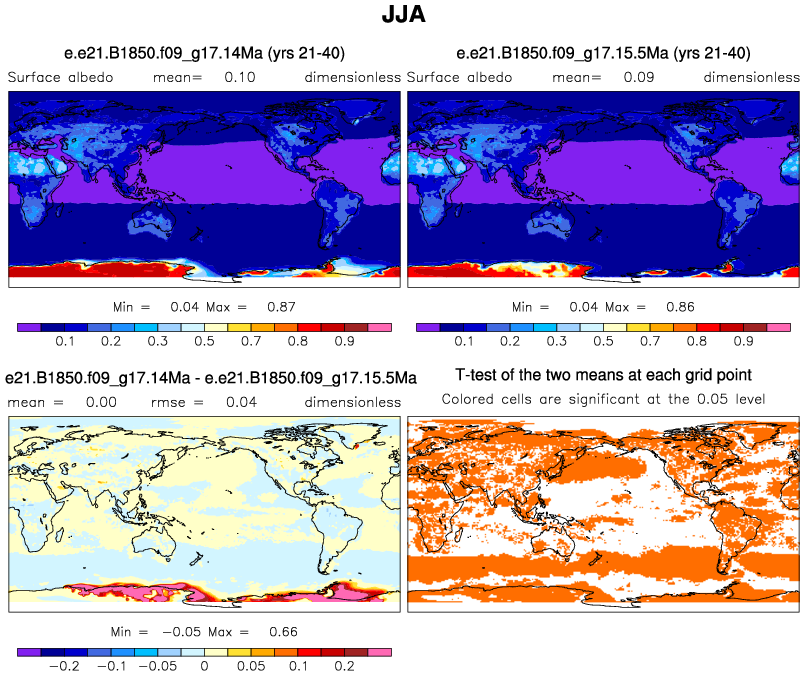 JJA
e.e21.B1850.f09_g17.14Ma (yrs 21-40)
Surface albedo mean= 0.10 dimensionless
Min = 0.04 Max = 0.87
0.1 0.2 0.3 0.5 0.7 0.8 0.9
e.e21.B1850.f09_g17.15.5Ma (yrs 21-40)
Surface albedo mean= 0.09 dimensionless
Min = 0.04 Max = 0.86
0.1 0.2 0.3 0.5 0.7 0.8 0.9
e21.B1850.f09_g17.14Ma - e.e21.B1850.f09_g17.15.5Ma
mean = 0.00 rmse = 0.04 dimensionless
Min = -0.05 Max = 0.66
-0.2 -0.1 -0.05 0 0.05 0.1 0.2
T-test of the two means at each grid point
Colored cells are significant at the 0.05 level